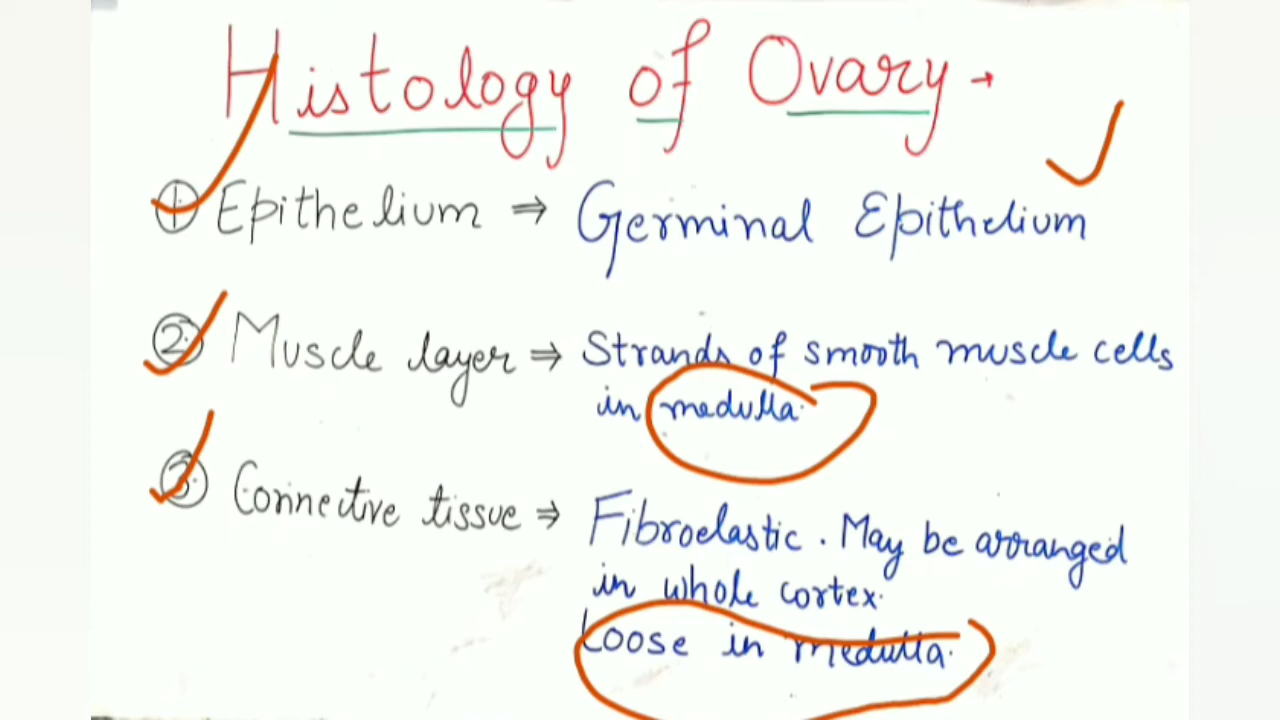 Histology of Ovary →
① Epithelium ⇒ Germinal Epithelium
② Muscle layer ⇒ Strands of smooth muscle cells
in medulla.
③ Connective tissue ⇒ Fibroelastic. May be arranged
in whole cortex.
Loose in medulla.